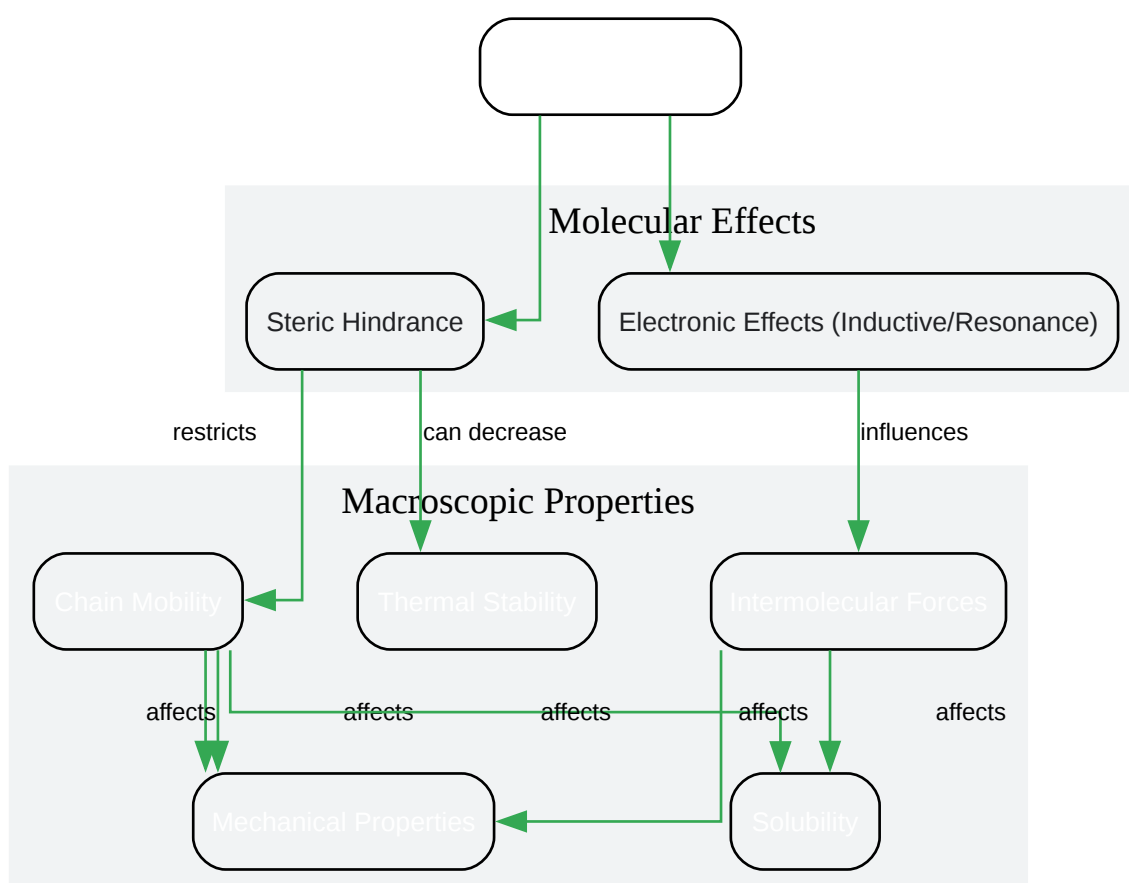 Molecular Effects
Steric Hindrance
Electronic Effects (Inductive/Resonance)
restricts
can decrease
influences
Macroscopic Properties
Chain Mobility
Thermal Stability
Intermolecular Forces
affects
affects
affects
affects
affects
Mechanical Properties
Solubility